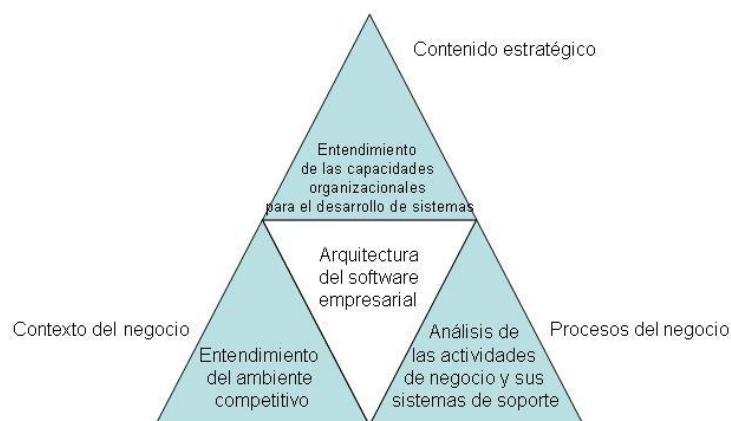 Contenido estratégico
Entendimiento
de las capacidades
organizacionales
para el desarrollo de sistemas
Arquitectura
del software
empresarial
Contexto del negocio
Procesos del negocio
Entendimiento
del ambiente
competitivo
Análisis de
las actividades
de negocio y sus
sistemas de soporte